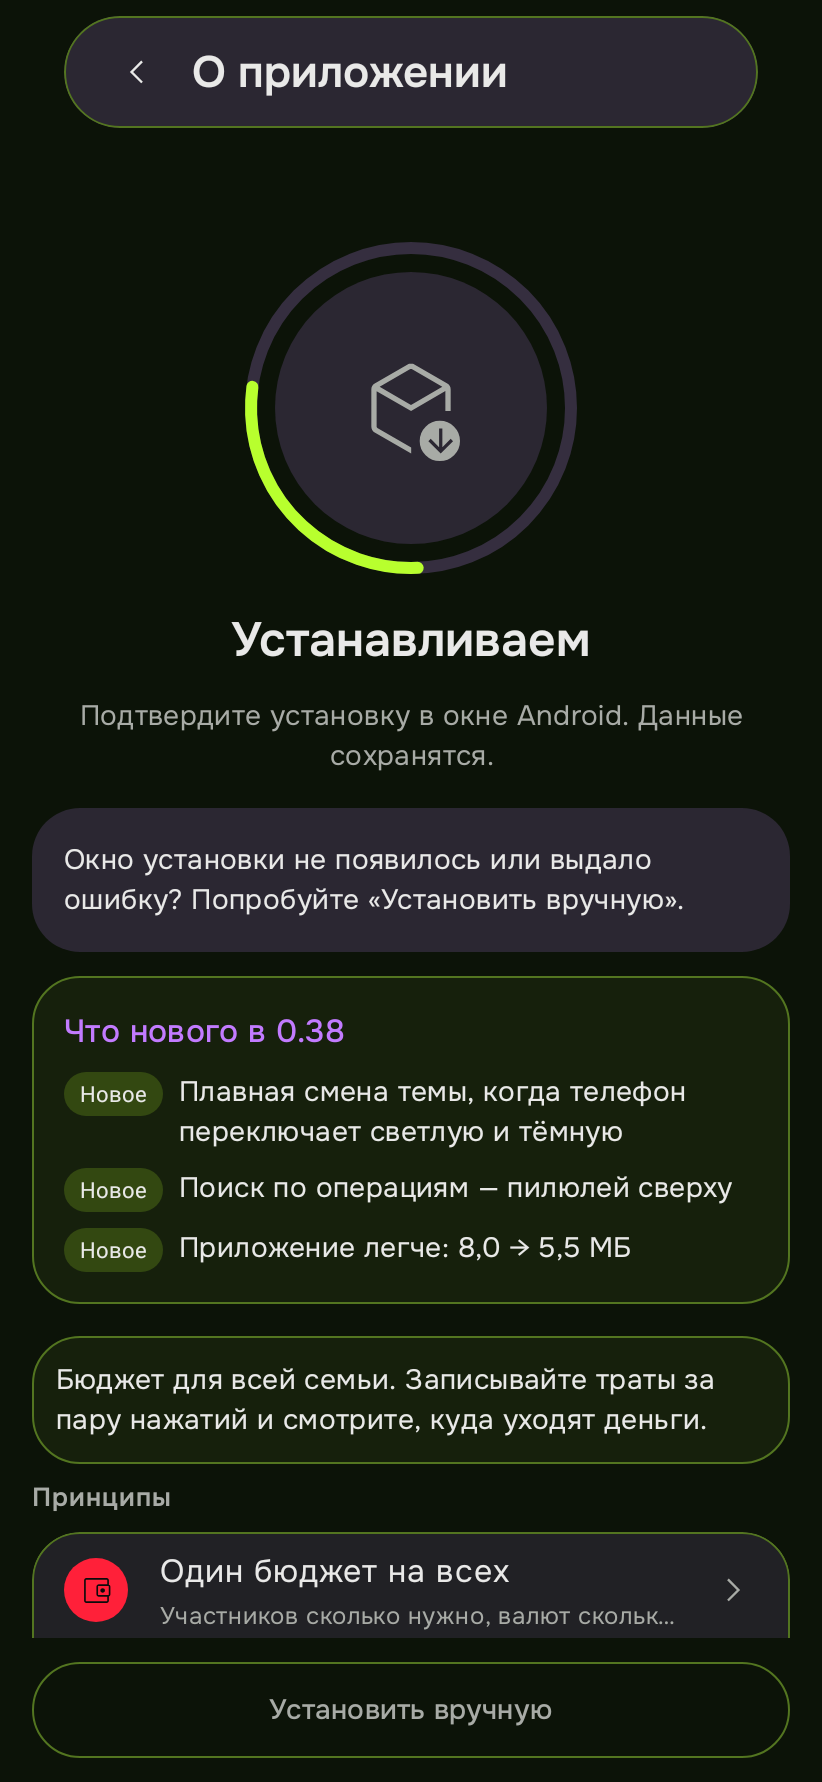 О приложении
Устанавливаем
Подтвердите установку в окне Android. Данные
сохранятся.
Окно установки не появилось или выдало
ошибку? Попробуйте «Установить вручную».
Что нового в 0.38
Новое Плавная смена темы, когда телефон
переключает светлую и тёмную
Новое Поиск по операциям — пилюлей сверху
Новое Приложение легче: 8,0 → 5,5 МБ
Бюджет для всей семьи. Записывайте траты за
пару нажатий и смотрите, куда уходят деньги.
Принципы
Один бюджет на всех
Участников сколько нужно, валют скольк...
Установить вручную